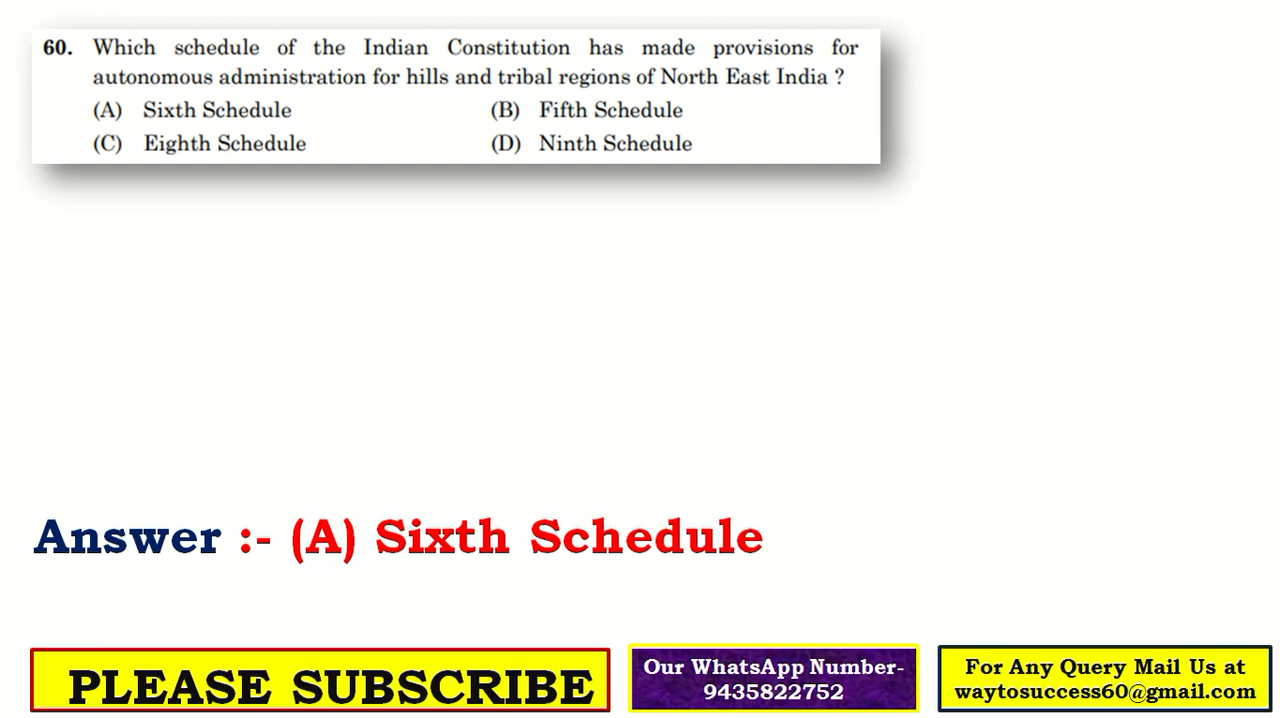 60. Which schedule of the Indian Constitution has made provisions for
autonomous administration for hills and tribal regions of North East India ?
(A) Sixth Schedule (B) Fifth Schedule
(C) Eighth Schedule (D) Ninth Schedule
Answer :- (A) Sixth Schedule
PLEASE SUBSCRIBE
Our WhatsApp Number-
9435822752
For Any Query Mail Us at
waytosuccess60@gmail.com